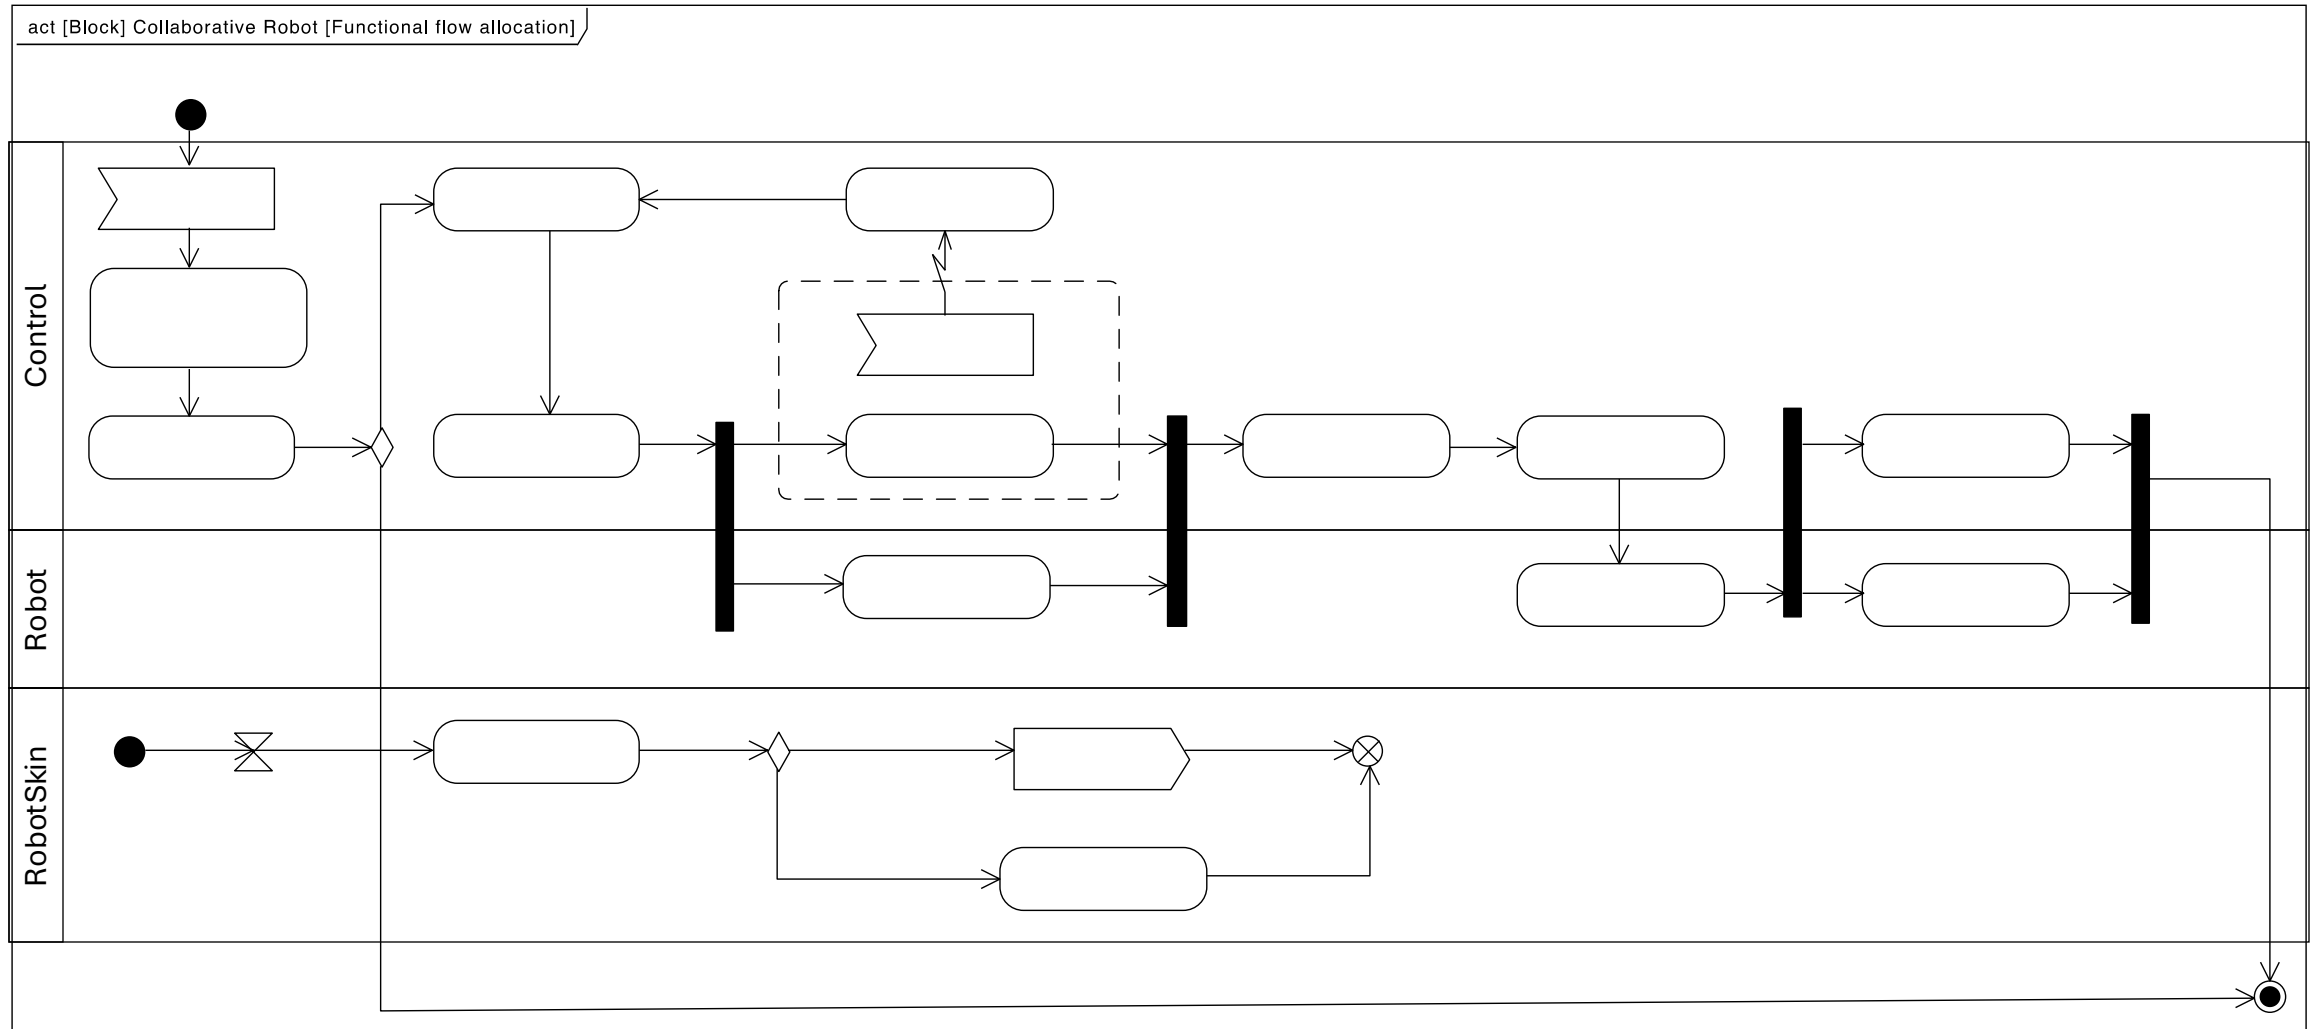 act [Block] Collaborative Robot [Functional flow allocation]
Control
Robot
RobotSkin